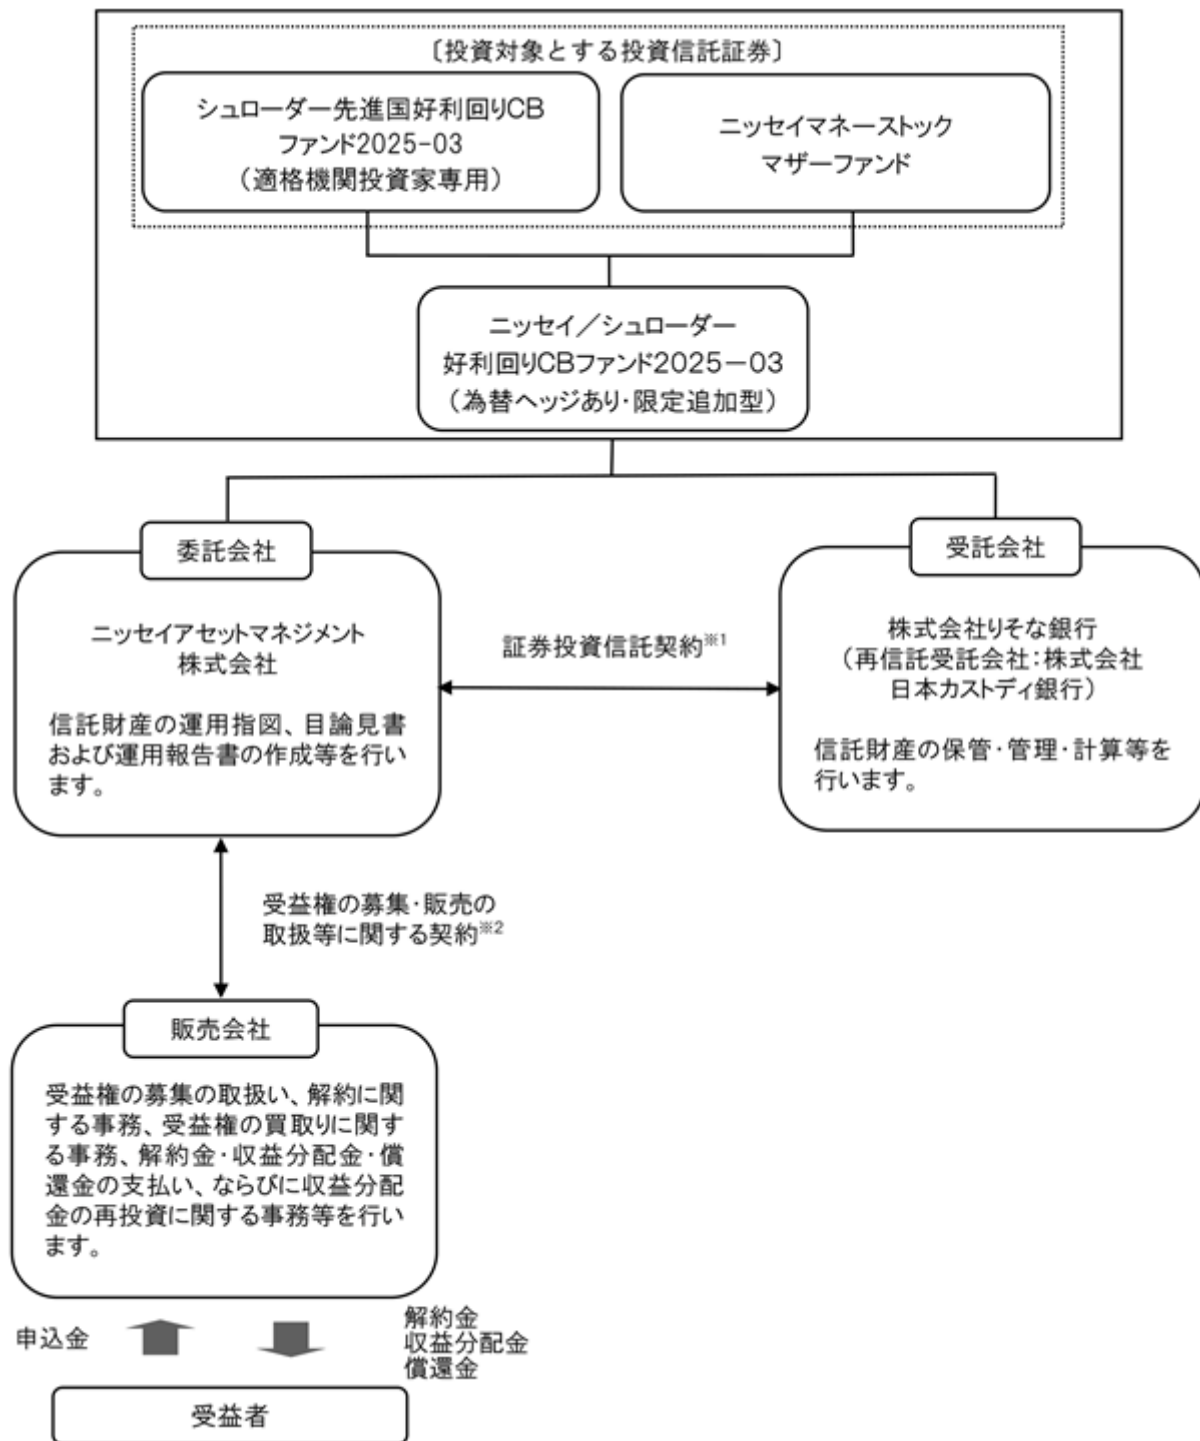 〔投資対象とする投資信託証券〕
シュローダー先進国好利回りCB
ファンド2025-03
（適格機関投資家専用）
ニッセイマネーストック
マザーファンド
ニッセイ／シュローダー
好利回りCBファンド2025－03
（為替ヘッジあり・限定追加型）
委託会社
ニッセイアセットマネジメント
株式会社
信託財産の運用指図、目論見書
および運用報告書の作成等を行い
ます。
証券投資信託契約※1
受託会社
株式会社りそな銀行
（再信託受託会社：株式会社
日本カストディ銀行）
信託財産の保管・管理・計算等を
行います。
受益権の募集・販売の
取扱等に関する契約※2
販売会社
受益権の募集の取扱い、解約に関
する事務、受益権の買取りに関す
る事務、解約金・収益分配金・償
還金の支払い、ならびに収益分配
金の再投資に関する事務等を行い
ます。
申込金
解約金
収益分配金
償還金
受益者